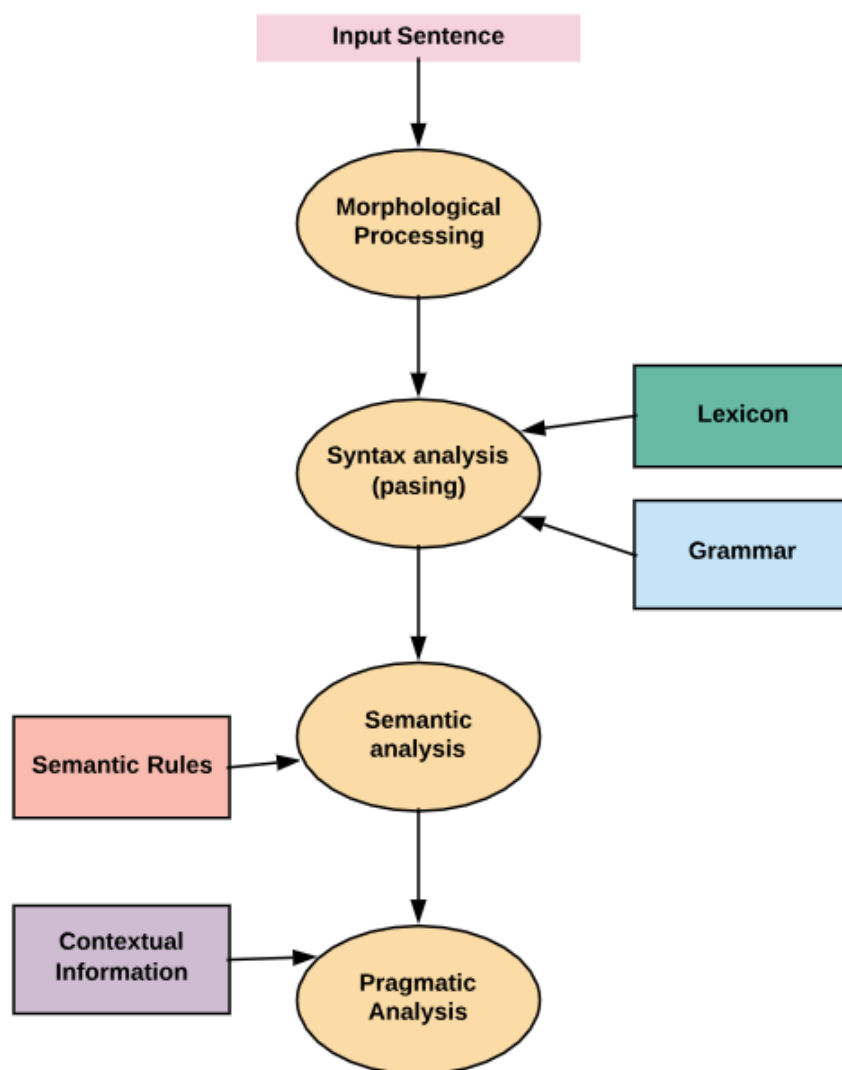 Input Sentence
Morphological
Processing
Lexicon
Syntax analysis
(pasing)
Grammar
Semantic
analysis
Semantic Rules
Contextual
Information
Pragmatic
Analysis